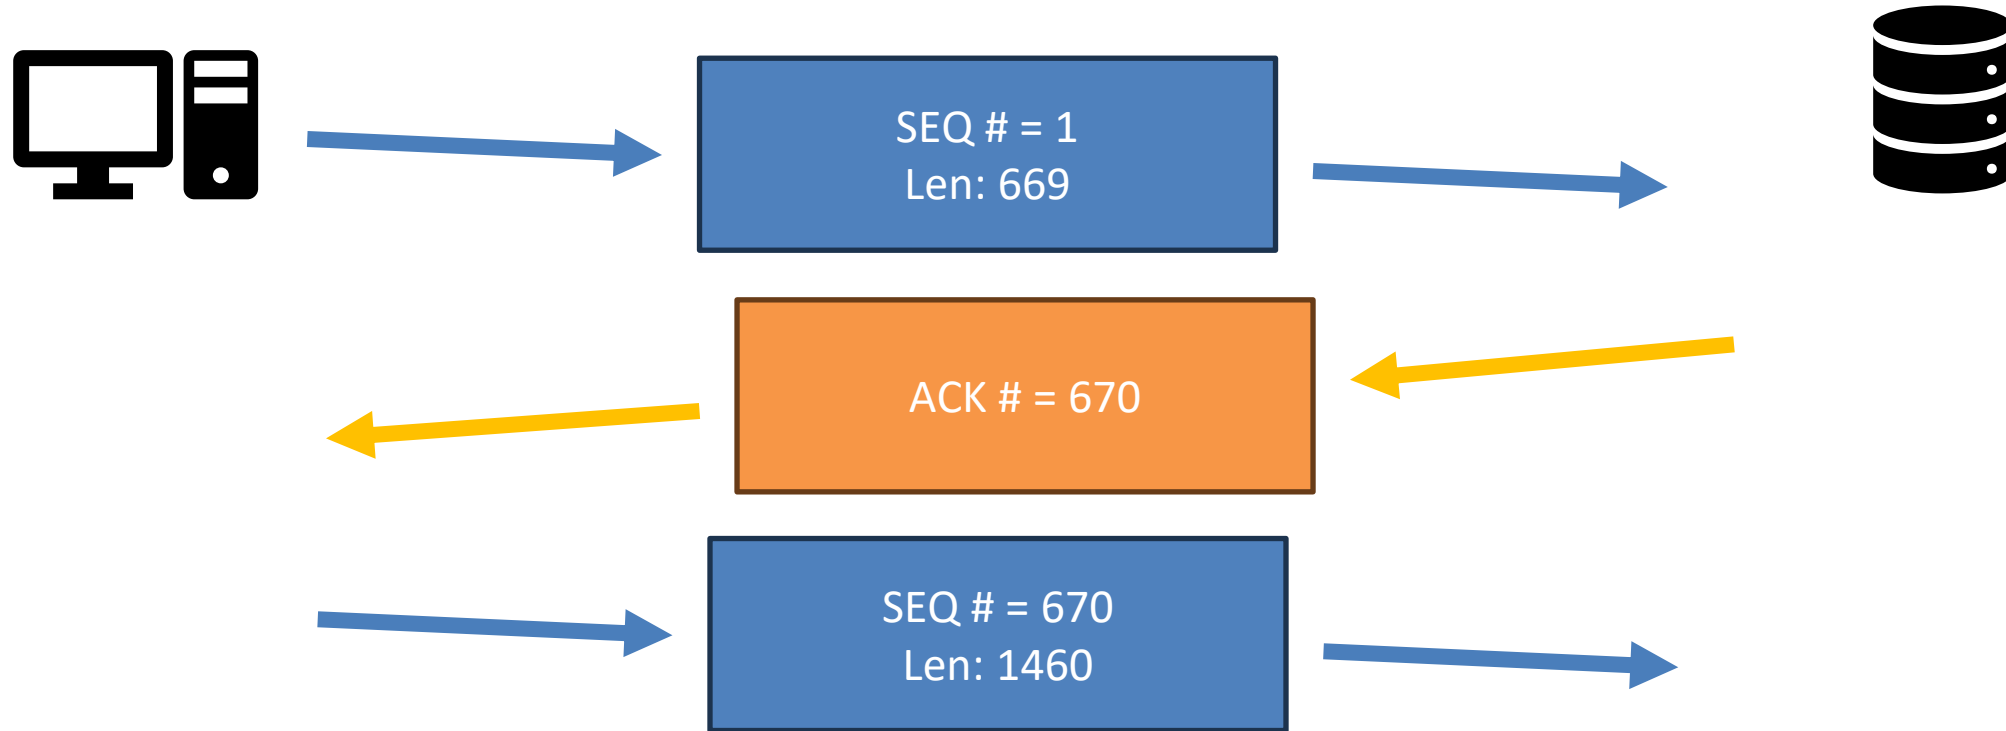 SEQ # = 1
Len: 669
ACK # = 670
SEQ # = 670
Len: 1460